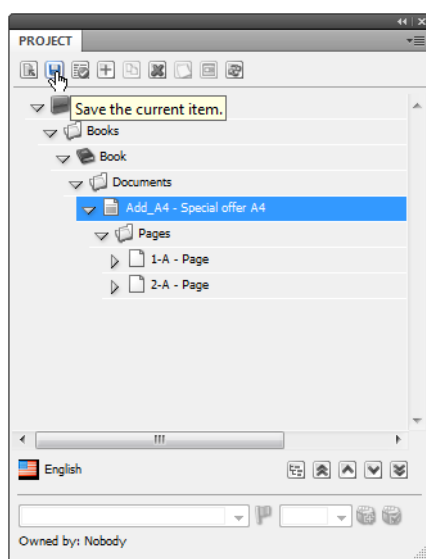 PROJECT
Save the current item.
Books
Book
Documents
Add_A4 - Special offer A4
Pages
1-A - Page
2-A - Page
English
Owned by: Nobody